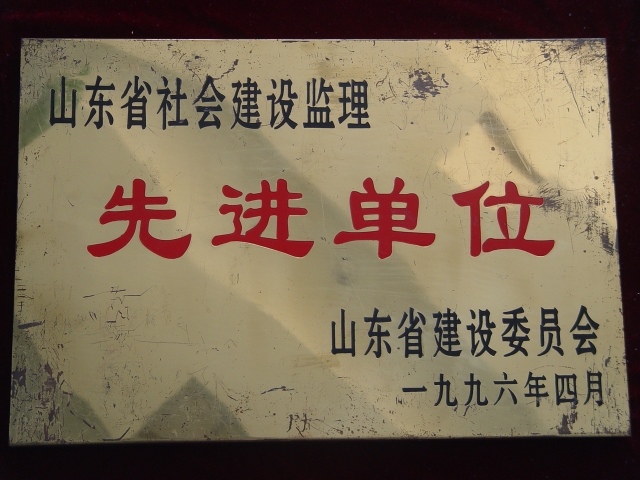 山东省社会建设监理
先进单位
山东省建设委员会
一九九六年四月